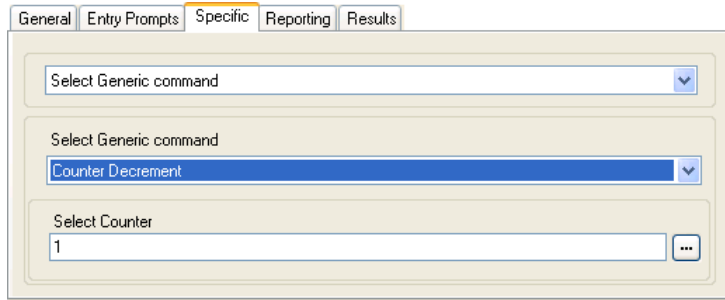 General Entry Prompts Specific Reporting Results
Select Generic command
Select Generic command
Counter Decrement
Select Counter
1
...